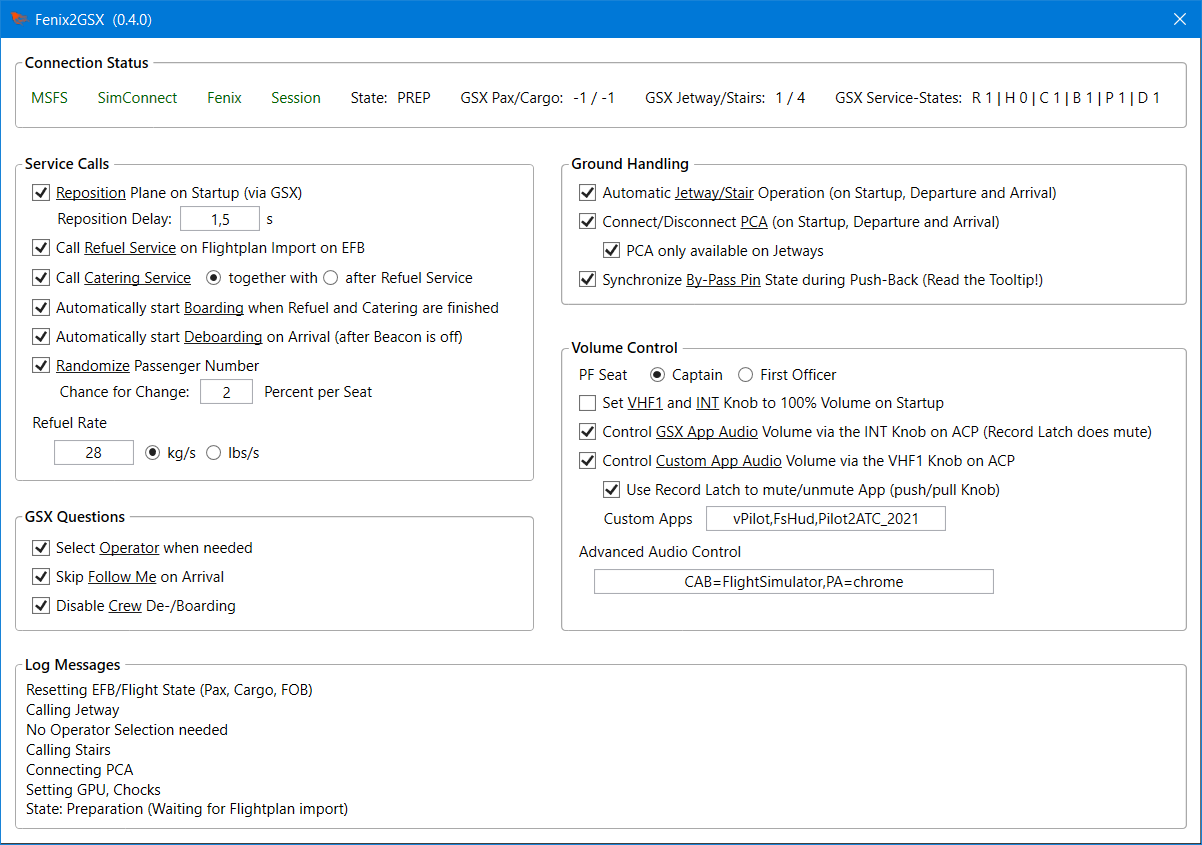 Fenix2GSX (0.4.0)
Connection Status
MSFS SimConnect Fenix Session State: PREP GSX Pax/Cargo: -1 / -1 GSX Jetway/Stairs: 1 / 4 GSX Service-States: R 1 | H 0 | C 1 | B 1 | P 1 | D 1
Service Calls
Reposition Plane on Startup (via GSX)
Reposition Delay: 1,5 s
Call Refuel Service on Flightplan Import on EFB
Call Catering Service together with after Refuel Service
Automatically start Boarding when Refuel and Catering are finished
Automatically start Deboarding on Arrival (after Beacon is off)
Randomize Passenger Number
Chance for Change: 2 Percent per Seat
Refuel Rate
28 kg/s lbs/s
GSX Questions
Select Operator when needed
Skip Follow Me on Arrival
Disable Crew De-/Boarding
Ground Handling
Automatic Jetway/Stair Operation (on Startup, Departure and Arrival)
Connect/Disconnect PCA (on Startup, Departure and Arrival)
PCA only available on Jetways
Synchronize By-Pass Pin State during Push-Back (Read the Tooltip!)
Volume Control
PF Seat Captain First Officer
Set VHF1 and INT Knob to 100% Volume on Startup
Control GSX App Audio Volume via the INT Knob on ACP (Record Latch does mute)
Control Custom App Audio Volume via the VHF1 Knob on ACP
Use Record Latch to mute/unmute App (push/pull Knob)
Custom Apps vPilot,FsHud,Pilot2ATC_2021
Advanced Audio Control
CAB=FlightSimulator,PA=chrome
Log Messages
Resetting EFB/Flight State (Pax, Cargo, FOB)
Calling Jetway
No Operator Selection needed
Calling Stairs
Connecting PCA
Setting GPU, Chocks
State: Preparation (Waiting for Flightplan import)